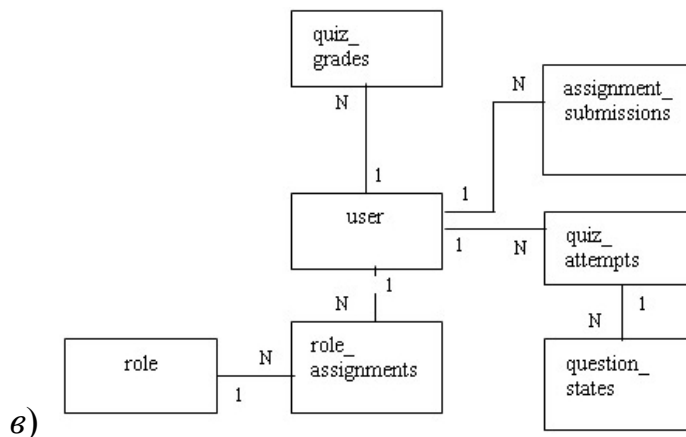 quiz_
grades
N
1
assignment_
submissions
N
1
user
1
N
quiz_
attempts
1
N
question_
states
1
N
role_
assignments
N
1
role
в)